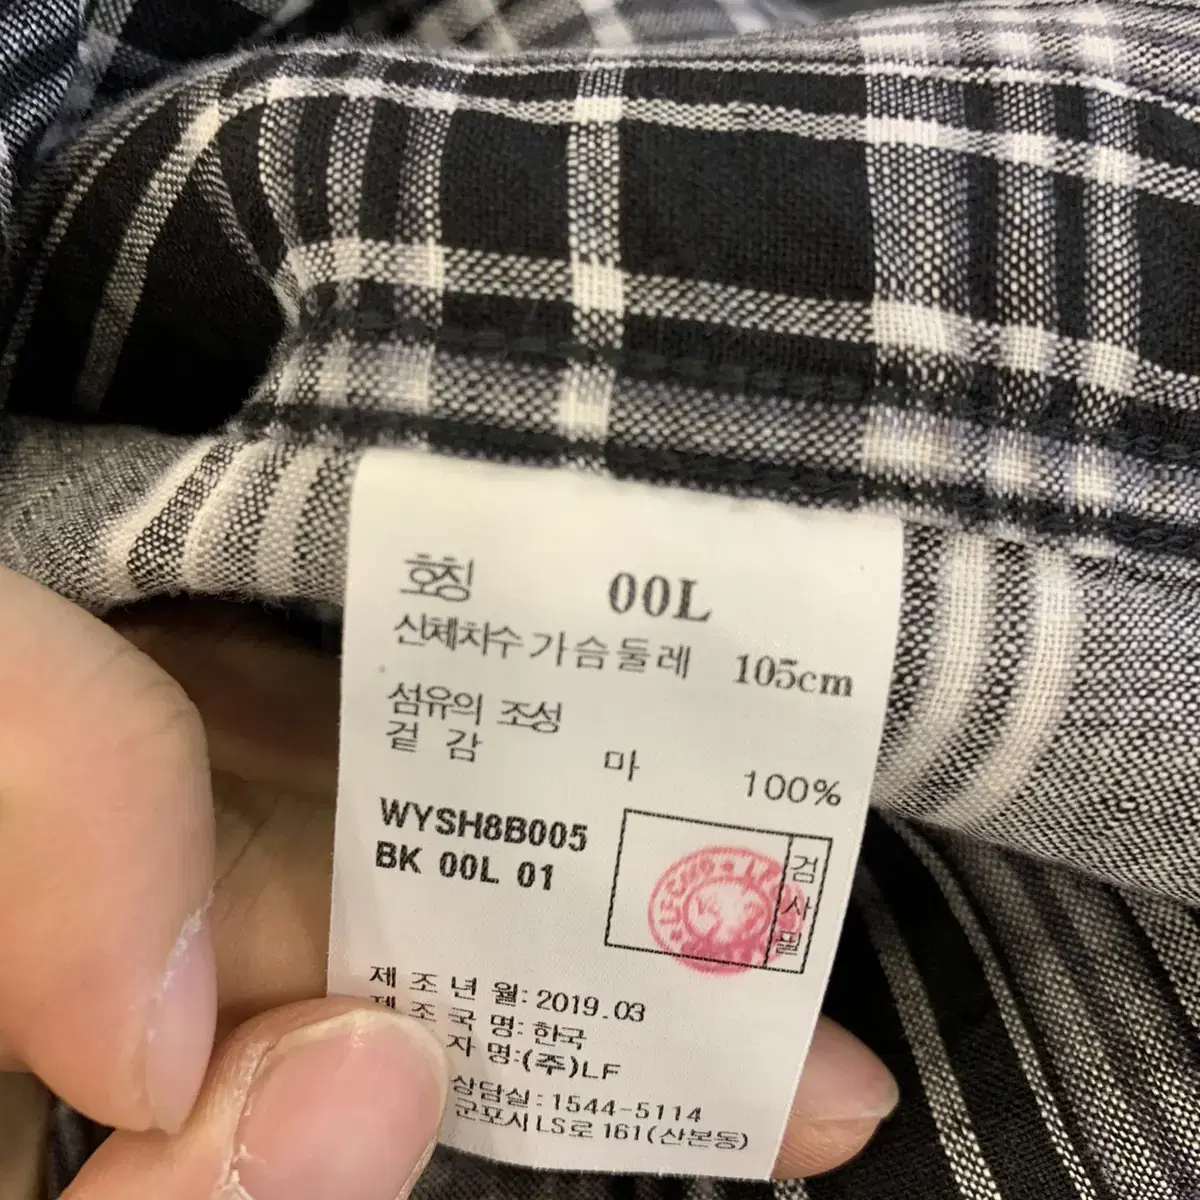 호칭 00L
신체치수 가슴둘레 105cm
섬유의 조성
겉감 마 100%
WYSH8B005
BK 00L 01
검사필
제조년월: 2019.03
제조국명: 한국
자명:(주)LF
상담실: 1544-5114
군포시 LS로 161(산본동)